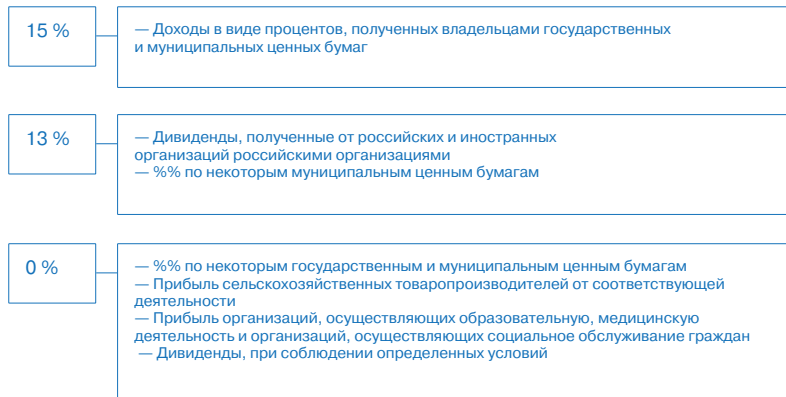 15 %
— Доходы в виде процентов, полученных владельцами государственных
и муниципальных ценных бумаг
13 %
— Дивиденды, полученные от российских и иностранных
организаций российскими организациями
— %% по некоторым муниципальным ценным бумагам
0 %
— %% по некоторым государственным и муниципальным ценным бумагам
— Прибыль сельскохозяйственных товаропроизводителей от соответствующей
деятельности
— Прибыль организаций, осуществляющих образовательную, медицинскую
деятельность и организаций, осуществляющих социальное обслуживание граждан
— Дивиденды, при соблюдении определенных условий